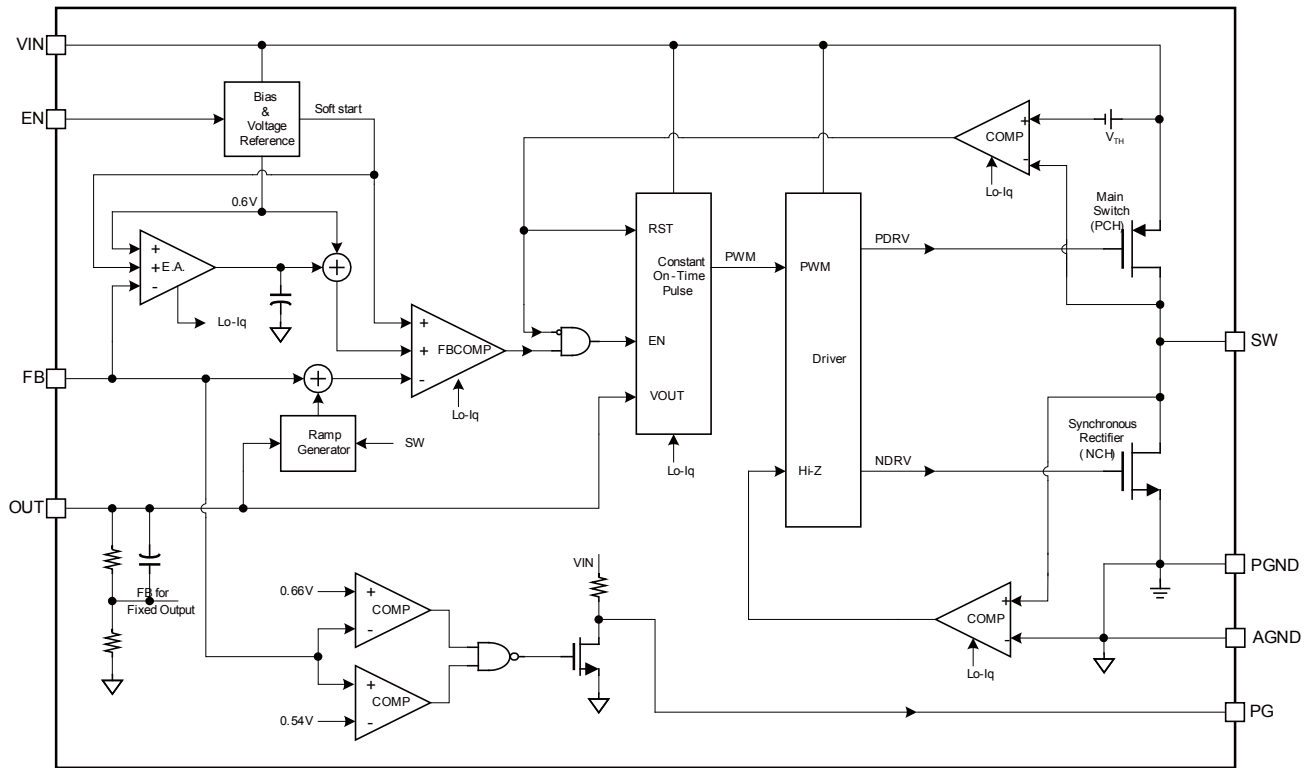 VIN
EN
Bias
&
Voltage
Reference
Soft start
0.6V
+
+
-
E.A.
+
Lo-Iq
FB
+
+
+
-
FBCOMP
Lo-Iq
Ramp
Generator
SW
OUT
FB for
Fixed Output
RST
Constant
On-Time
Pulse
EN
VOUT
Lo-Iq
PWM
PWM
Driver
Hi-Z
PDRV
NDRV
+
-
COMP
Lo-Iq
VTH
Main
Switch
(PCH)
SW
Synchronous
Rectifier
(NCH)
+
-
COMP
Lo-Iq
PGND
AGND
0.66V
+
-
COMP
+
-
COMP
0.54V
VIN
PG